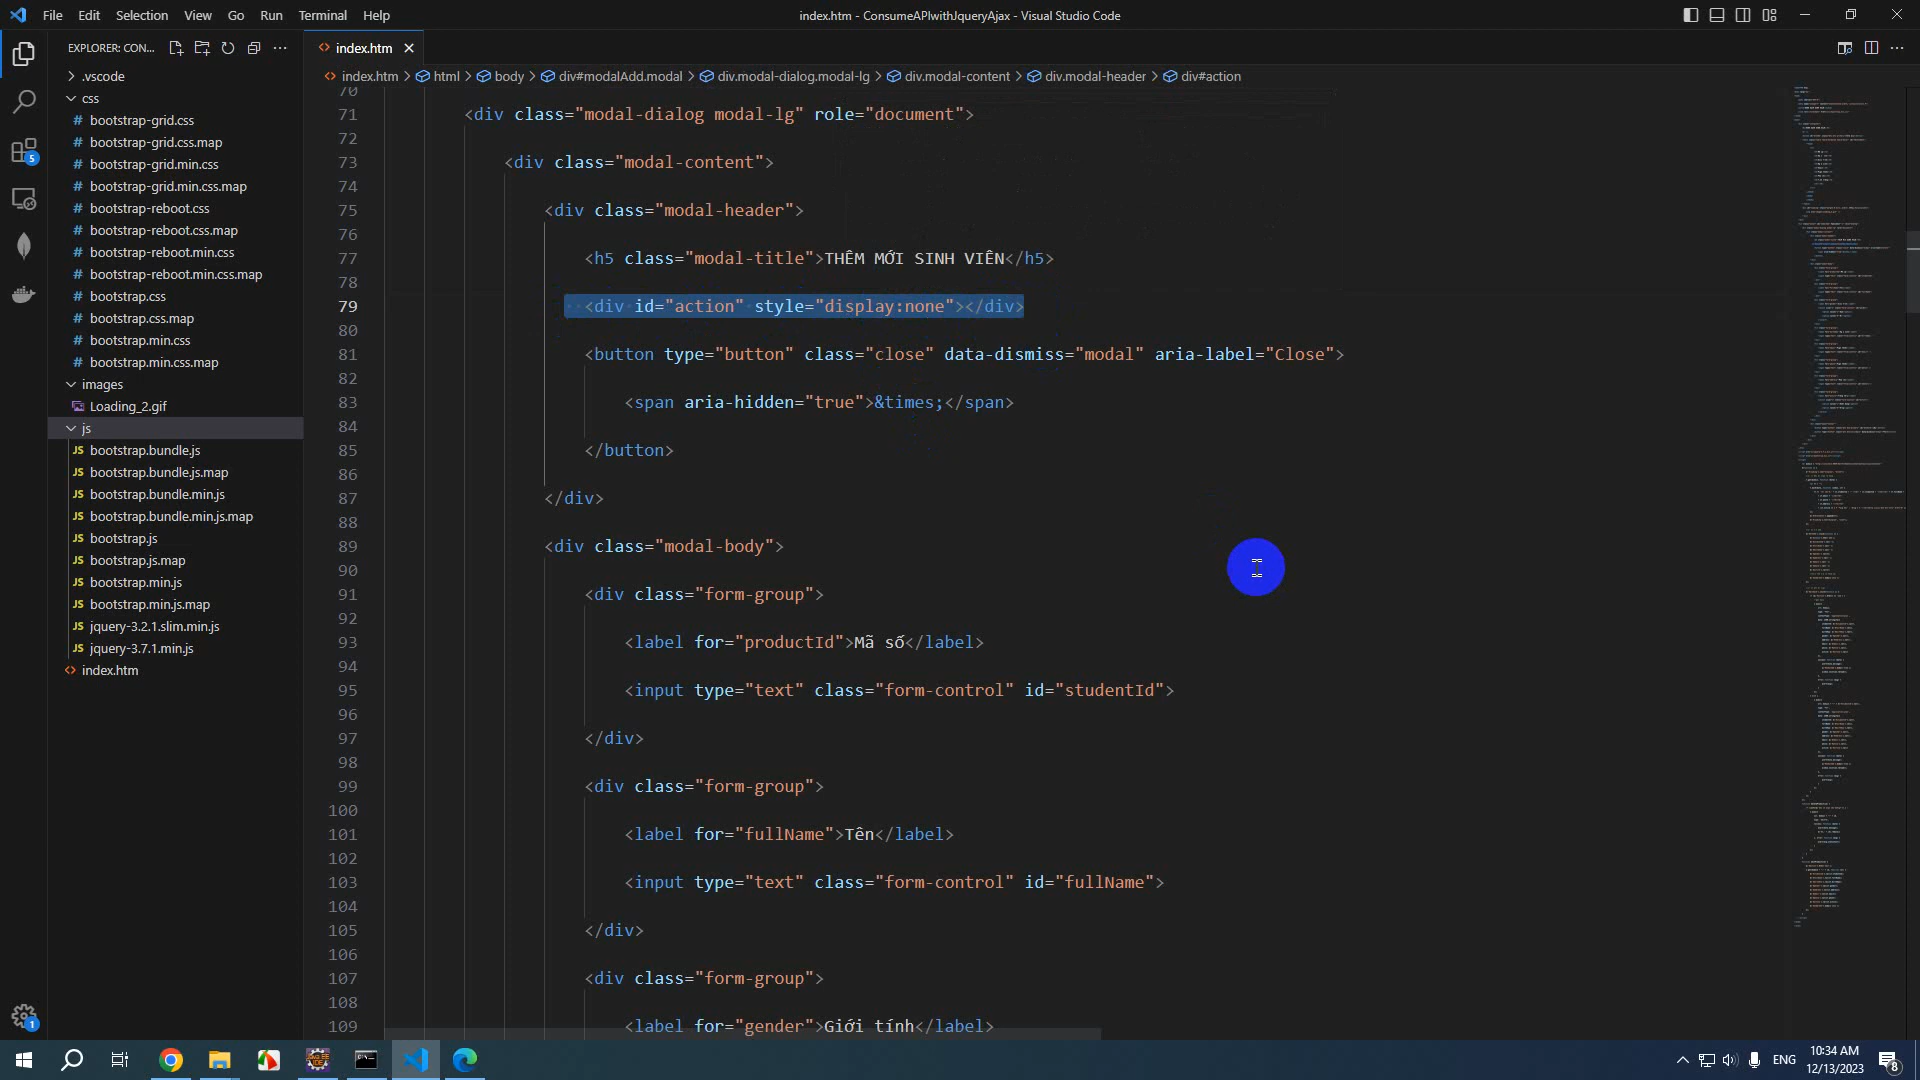 File Edit Selection View Go Run Terminal Help
index.htm - ConsumeAPIwithJqueryAjax - Visual Studio Code
EXPLORER: CON...
index.htm
index.htm > html > body > div#modalAdd.modal > div.modal-dialog.modal-lg > div.modal-content > div.modal-header > div#action
.vscode
css
bootstrap-grid.css
bootstrap-grid.css.map
bootstrap-grid.min.css
bootstrap-grid.min.css.map
bootstrap-reboot.css
bootstrap-reboot.css.map
bootstrap-reboot.min.css
bootstrap-reboot.min.css.map
bootstrap.css
bootstrap.css.map
bootstrap.min.css
bootstrap.min.css.map
images
Loading_2.gif
js
JS bootstrap.bundle.js
JS bootstrap.bundle.js.map
JS bootstrap.bundle.min.js
JS bootstrap.bundle.min.js.map
JS bootstrap.js
JS bootstrap.js.map
JS bootstrap.min.js
JS bootstrap.min.js.map
JS jquery-3.2.1.slim.min.js
JS jquery-3.7.1.min.js
index.htm
5
1
70
71 <div class="modal-dialog modal-lg" role="document">
72
73 <div class="modal-content">
74
75 <div class="modal-header">
76
77 <h5 class="modal-title">THÊM MỚI SINH VIÊN</h5>
78
79 <div id="action" style="display:none"></div>
80
81 <button type="button" class="close" data-dismiss="modal" aria-label="Close">
82
83 <span aria-hidden="true">&times;</span>
84
85 </button>
86
87 </div>
88
89 <div class="modal-body">
90
91 <div class="form-group">
92
93 <label for="productId">Mã số</label>
94
95 <input type="text" class="form-control" id="studentId">
96
97 </div>
98
99 <div class="form-group">
100
101 <label for="fullName">Tên</label>
102
103 <input type="text" class="form-control" id="fullName">
104
105 </div>
106
107 <div class="form-group">
108
109 <label for="gender">Giới tính</label>
ENG
10:34 AM
12/13/2023
8